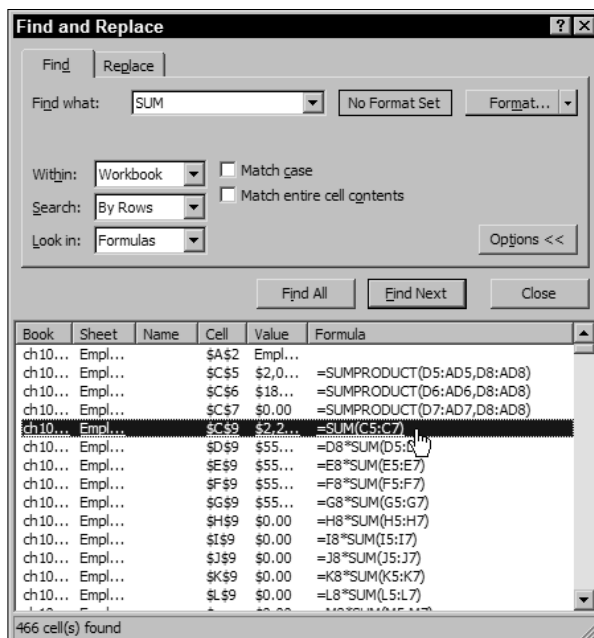 Find and Replace
Find Replace
Find what: SUM No Format Set Format...
Within: Workbook Match case
Match entire cell contents
Search: By Rows
Look in: Formulas Options <<
Find All Find Next Close
Book Sheet Name Cell Value Formula
ch10... Empl... $A$2 Empl...
ch10... Empl... $C$5 $2,0... =SUMPRODUCT(D5:AD5,D8:AD8)
ch10... Empl... $C$6 $18... =SUMPRODUCT(D6:AD6,D8:AD8)
ch10... Empl... $C$7 $0.00 =SUMPRODUCT(D7:AD7,D8:AD8)
ch10... Empl... $C$9 $2,2... =SUM(C5:C7)
ch10... Empl... $D$9 $55... =D8*SUM(D5:
ch10... Empl... $E$9 $55... =E8*SUM(E5:E7)
ch10... Empl... $F$9 $55... =F8*SUM(F5:F7)
ch10... Empl... $G$9 $55... =G8*SUM(G5:G7)
ch10... Empl... $H$9 $0.00 =H8*SUM(H5:H7)
ch10... Empl... $I$9 $0.00 =I8*SUM(I5:I7)
ch10... Empl... $J$9 $0.00 =J8*SUM(J5:J7)
ch10... Empl... $K$9 $0.00 =K8*SUM(K5:K7)
ch10... Empl... $L$9 $0.00 =L8*SUM(L5:L7)
466 cell(s) found